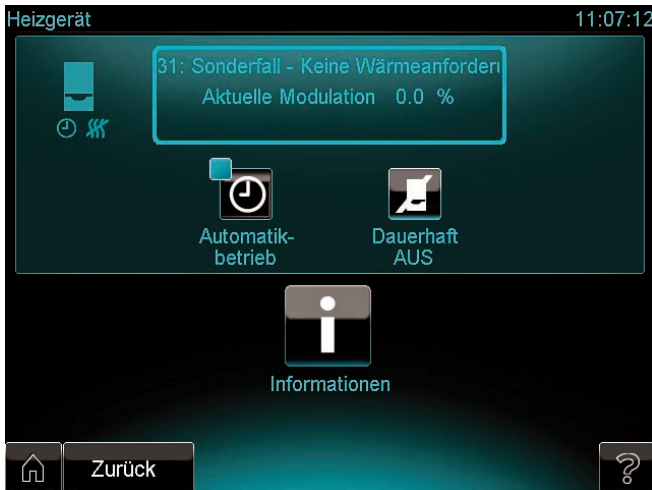 Heizgerät 11:07:12
31: Sonderfall - Keine Wärmeanforder
Aktuelle Modulation 0.0 %
Automatik-
betrieb
Dauerhaft
AUS
Informationen
Zurück
?